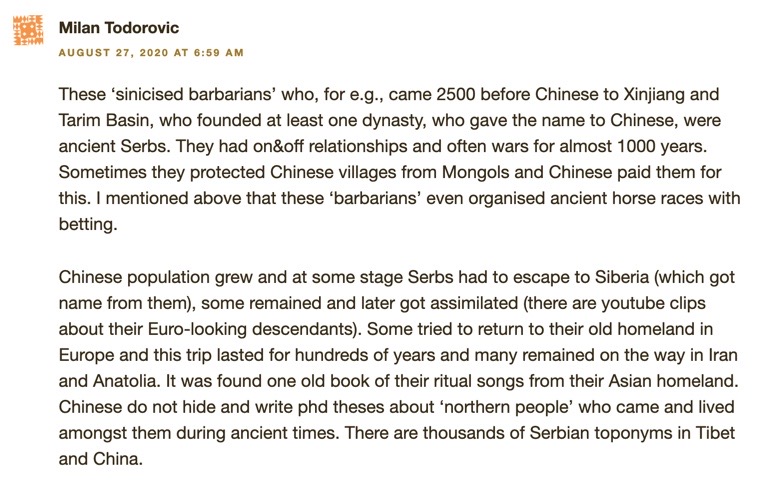 Milan Todorovic
AUGUST 27, 2020 AT 6:59 AM
These ‘sinicised barbarians’ who, for e.g., came 2500 before Chinese to Xinjiang and
Tarim Basin, who founded at least one dynasty, who gave the name to Chinese, were
ancient Serbs. They had on&off relationships and often wars for almost 1000 years.
Sometimes they protected Chinese villages from Mongols and Chinese paid them for
this. I mentioned above that these ‘barbarians’ even organised ancient horse races with
betting.
Chinese population grew and at some stage Serbs had to escape to Siberia (which got
name from them), some remained and later got assimilated (there are youtube clips
about their Euro-looking descendants). Some tried to return to their old homeland in
Europe and this trip lasted for hundreds of years and many remained on the way in Iran
and Anatolia. It was found one old book of their ritual songs from their Asian homeland.
Chinese do not hide and write phd theses about ‘northern people’ who came and lived
amongst them during ancient times. There are thousands of Serbian toponyms in Tibet
and China.